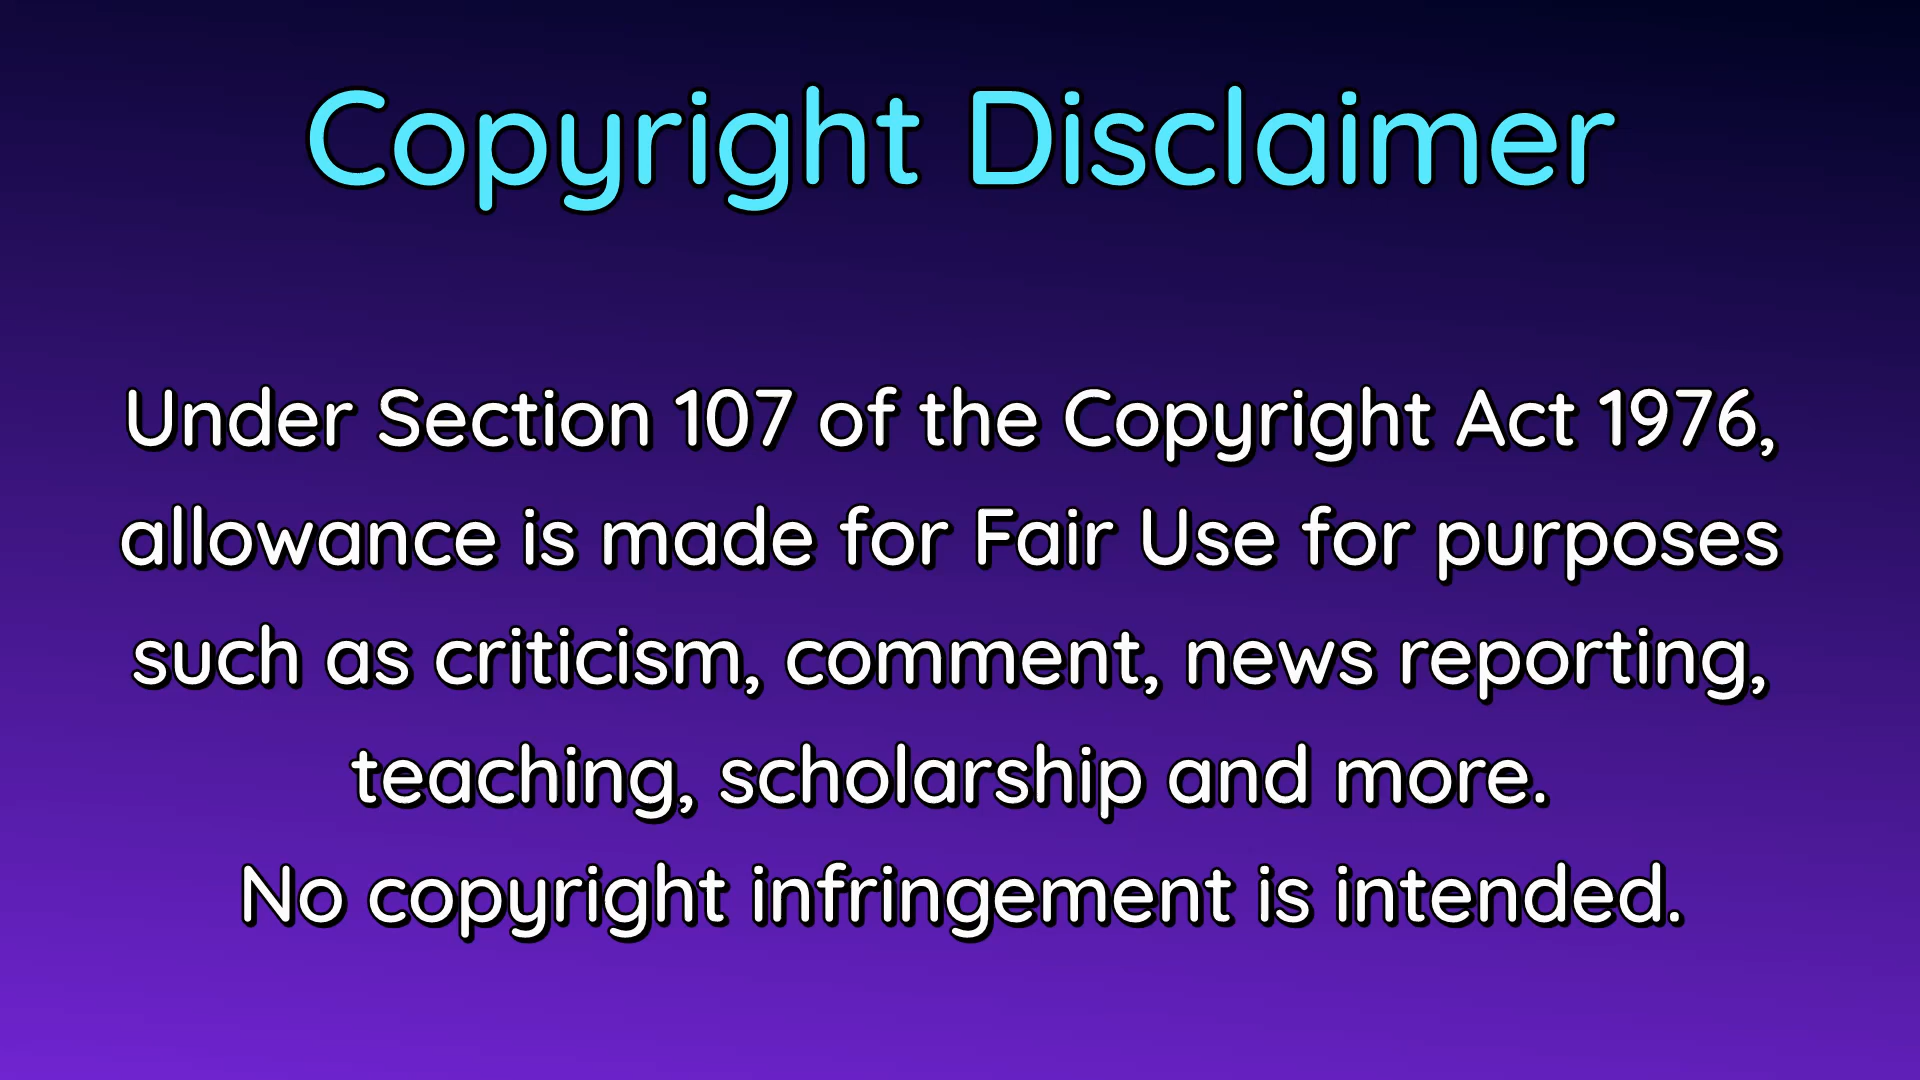 Copyright Disclaimer
Under Section 107 of the Copyright Act 1976,
allowance is made for Fair Use for purposes
such as criticism, comment, news reporting,
teaching, scholarship and more.
No copyright infringement is intended.